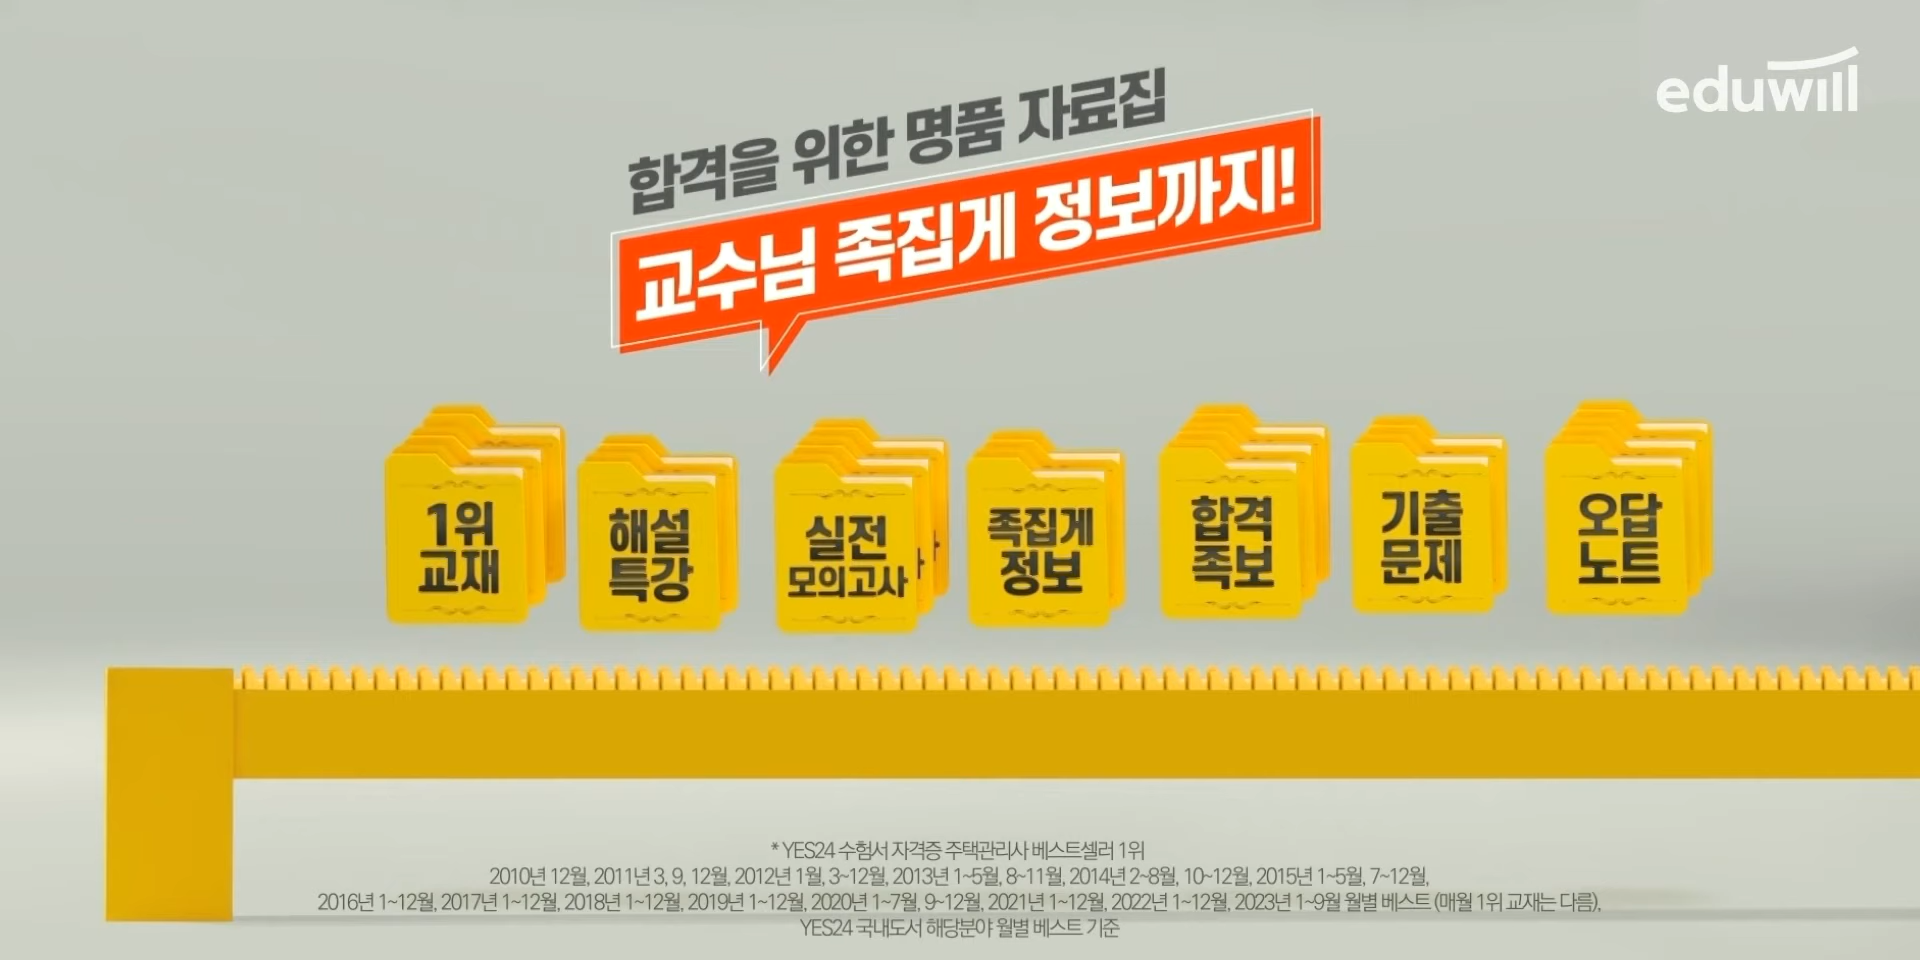 eduwill
합격을 위한 명품 자료집
교수님 족집게 정보까지!
1위
교재
해설
특강
실전
모의고사
족집게
정보
합격
족보
기출
문제
오답
노트
* YES24 수험서 자격증 주택관리사 베스트셀러 1위
2010년 12월, 2011년 3, 9, 12월, 2012년 1월, 3~12월, 2013년 1~5월, 8~11월, 2014년 2~8월, 10~12월, 2015년 1~5월, 7~12월,
2016년 1~12월, 2017년 1~12월, 2018년 1~12월, 2019년 1~12월, 2020년 1~7월, 9~12월, 2021년 1~12월, 2022년 1~12월, 2023년 1~9월 월별 베스트 (매월 1위 교재는 다름),
YES24 국내도서 해당분야 월별 베스트 기준